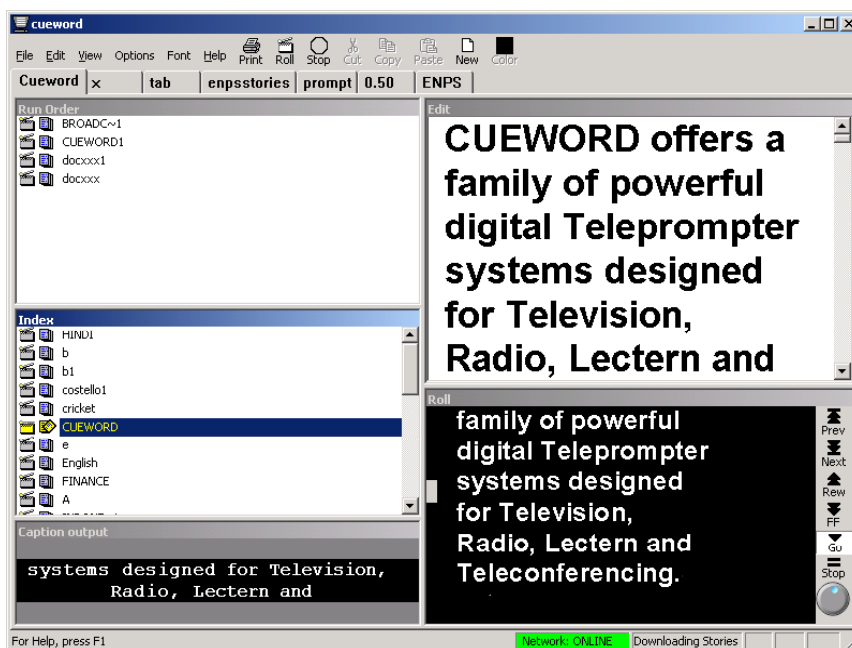 cueword
File Edit View Options Font Help Print Roll Stop Cut Copy Paste New Color
Cueword x tab enpsstories prompt 0.50 ENPS
Run Order
BROADC~1
CUEWORD1
docxxx1
docxxx
Index
HINDI
b
b1
costello1
cricket
CUEWORD
e
English
FINANCE
A
Caption output
systems designed for Television,
Radio, Lectern and
Edit
CUEWORD offers a
family of powerful
digital Teleprompter
systems designed
for Television,
Radio, Lectern and
Roll
family of powerful
digital Teleprompter
systems designed
for Television,
Radio, Lectern and
Teleconferencing.
Prev
Next
Rew
FF
Go
Stop
For Help, press F1
Network: ONLINE Downloading Stories